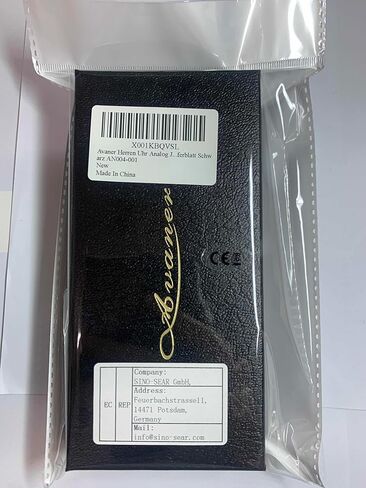 X001KBQVSL
Avaner Herren Uhr Analog J...ferblatt Schw
arz AN004-001
New
Made In China
Avaner
CE
EC REP
Company:
SINO-SEAR GmbH,
Address:
Feuerbachstrasse11,
14471 Potsdam,
Germany
Mail:
info@sino-sear.com